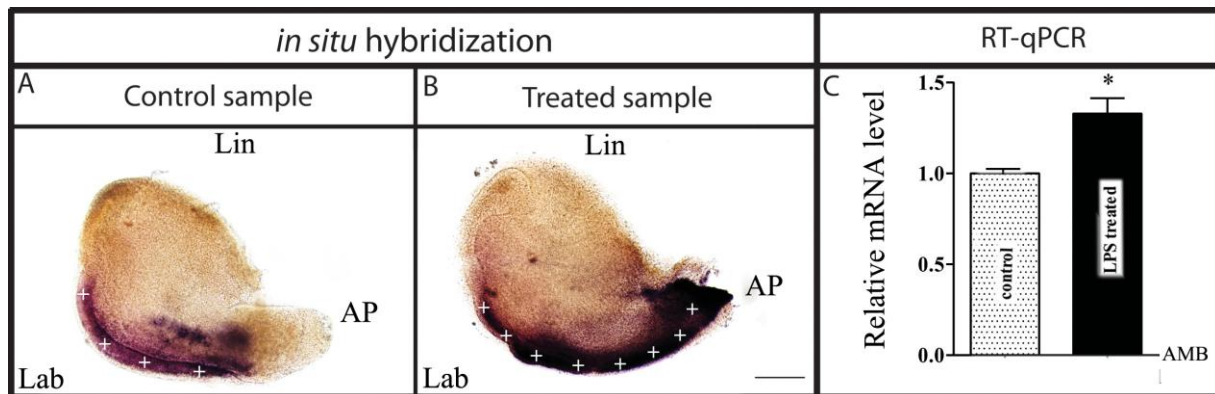 in situ hybridization
RT-qPCR
A
Control sample
B
Treated sample
C
Lin
AP
Lab
+
+
+
+
Lin
AP
+
+
+
+
+
+
+
+
Lab
Relative mRNA level
1.5
1.0
0.5
0.0
*
control
LPS treated
AMB